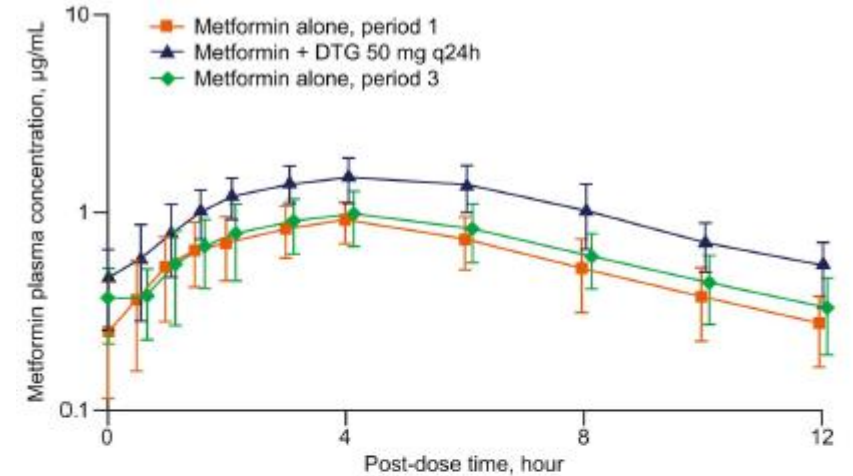 Metformin plasma concentration, µg/mL
10
1
0.1
Metformin alone, period 1
Metformin + DTG 50 mg q24h
Metformin alone, period 3
0 4 8 12
Post-dose time, hour